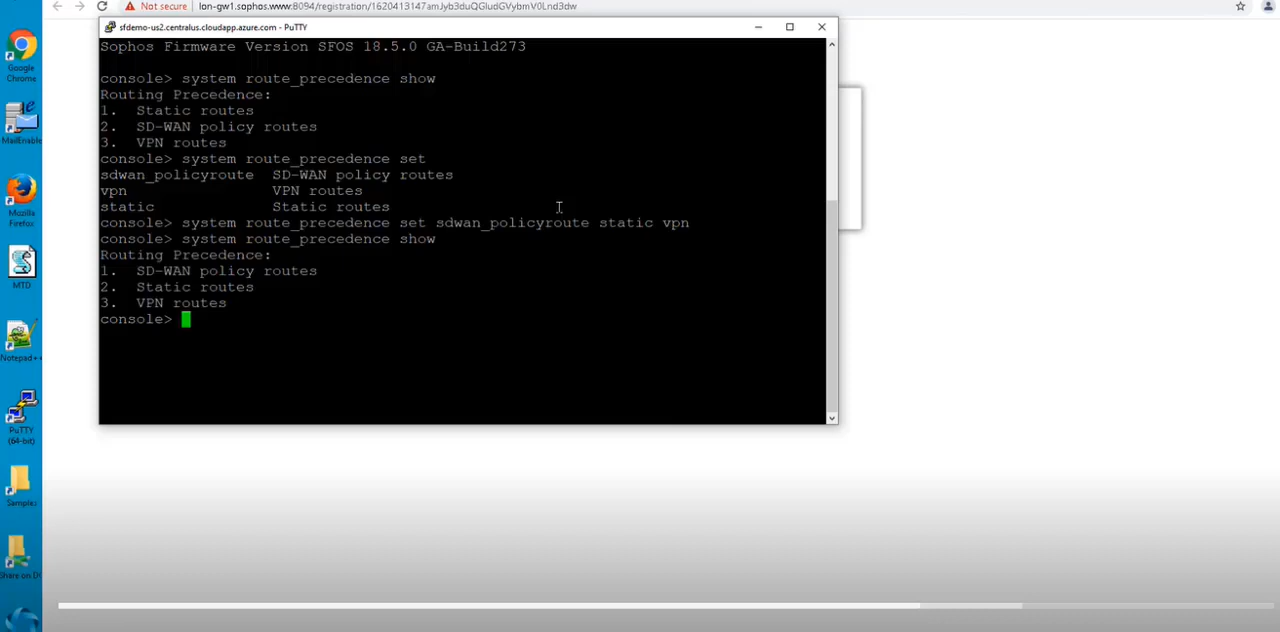 Not secure
lon-gw1.sophos.www:8094/registration/1620413147amJyb3duQGludGVybmV0Lnd3dw
sfdemo-us2.centralus.cloudapp.azure.com - PuTTY
Sophos Firmware Version SFOS 18.5.0 GA-Build273
console> system route_precedence show
Routing Precedence:
1.  Static routes
2.  SD-WAN policy routes
3.  VPN routes
console> system route_precedence set
sdwan_policyroute  SD-WAN policy routes
vpn                VPN routes
static             Static routes
console> system route_precedence set sdwan_policyroute static vpn
console> system route_precedence show
Routing Precedence:
1.  SD-WAN policy routes
2.  Static routes
3.  VPN routes
console>
Google
Chrome
MailEnable
Mozilla
Firefox
MTD
Notepad++
PuTTY
(64-bit)
Samples
Share on